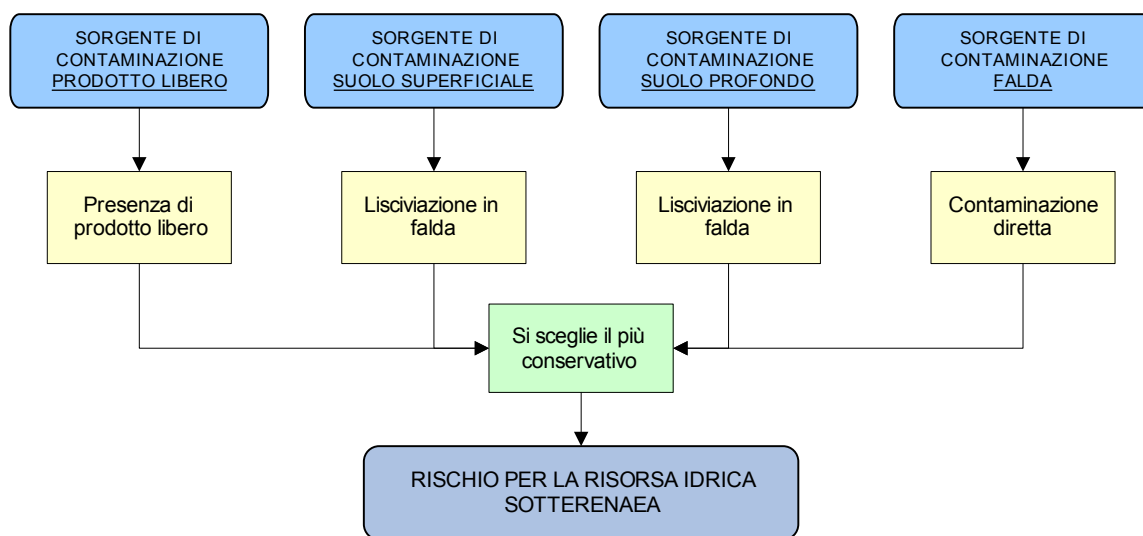 SORGENTE DI
CONTAMINAZIONE
PRODOTTO LIBERO
SORGENTE DI
CONTAMINAZIONE
SUOLO SUPERFICIALE
SORGENTE DI
CONTAMINAZIONE
SUOLO PROFONDO
SORGENTE DI
CONTAMINAZIONE
FALDA
Presenza di
prodotto libero
Lisciviazione in
falda
Lisciviazione in
falda
Contaminazione
diretta
Si sceglie il più
conservativo
RISCHIO PER LA RISORSA IDRICA
SOTTERENAEA